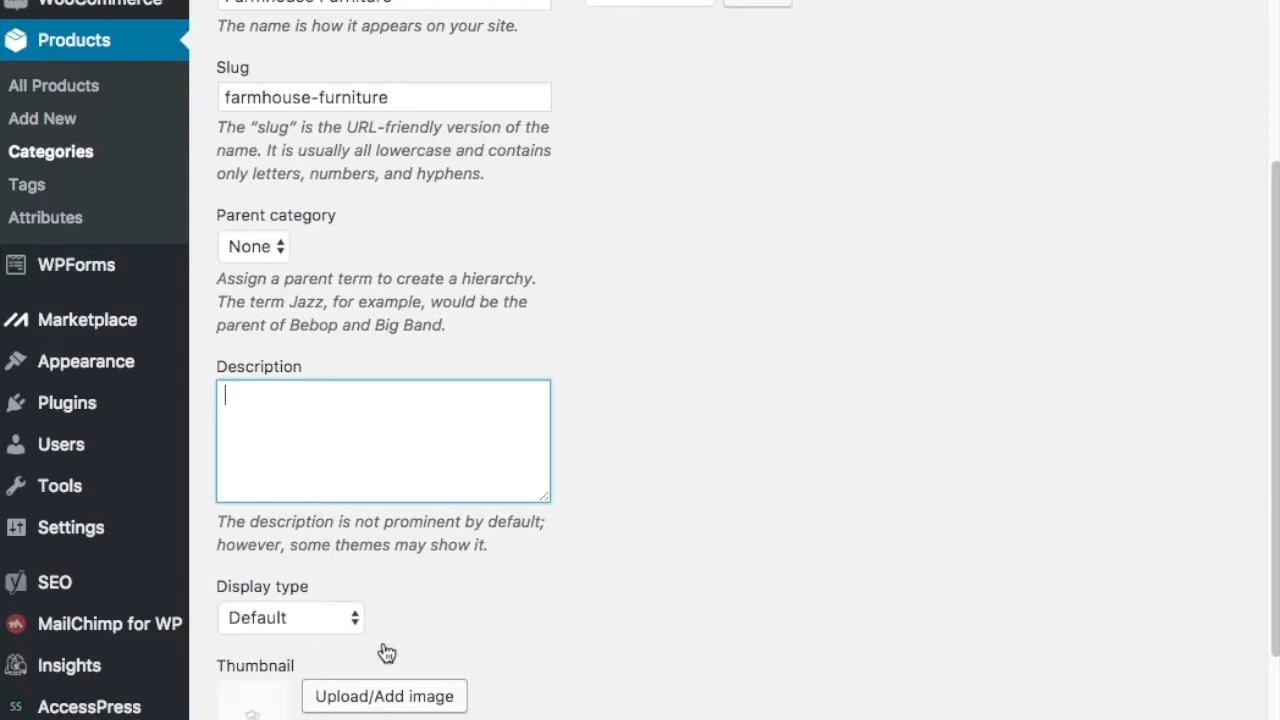 WooCommerce
Products
All Products
Add New
Categories
Tags
Attributes
WPForms
Marketplace
Appearance
Plugins
Users
Tools
Settings
SEO
MailChimp for WP
Insights
SS AccessPress
Farmhouse Furniture
The name is how it appears on your site.
Slug
farmhouse-furniture
The “slug” is the URL-friendly version of the
name. It is usually all lowercase and contains
only letters, numbers, and hyphens.
Parent category
None
Assign a parent term to create a hierarchy.
The term Jazz, for example, would be the
parent of Bebop and Big Band.
Description
The description is not prominent by default;
however, some themes may show it.
Display type
Default
Thumbnail
Upload/Add image